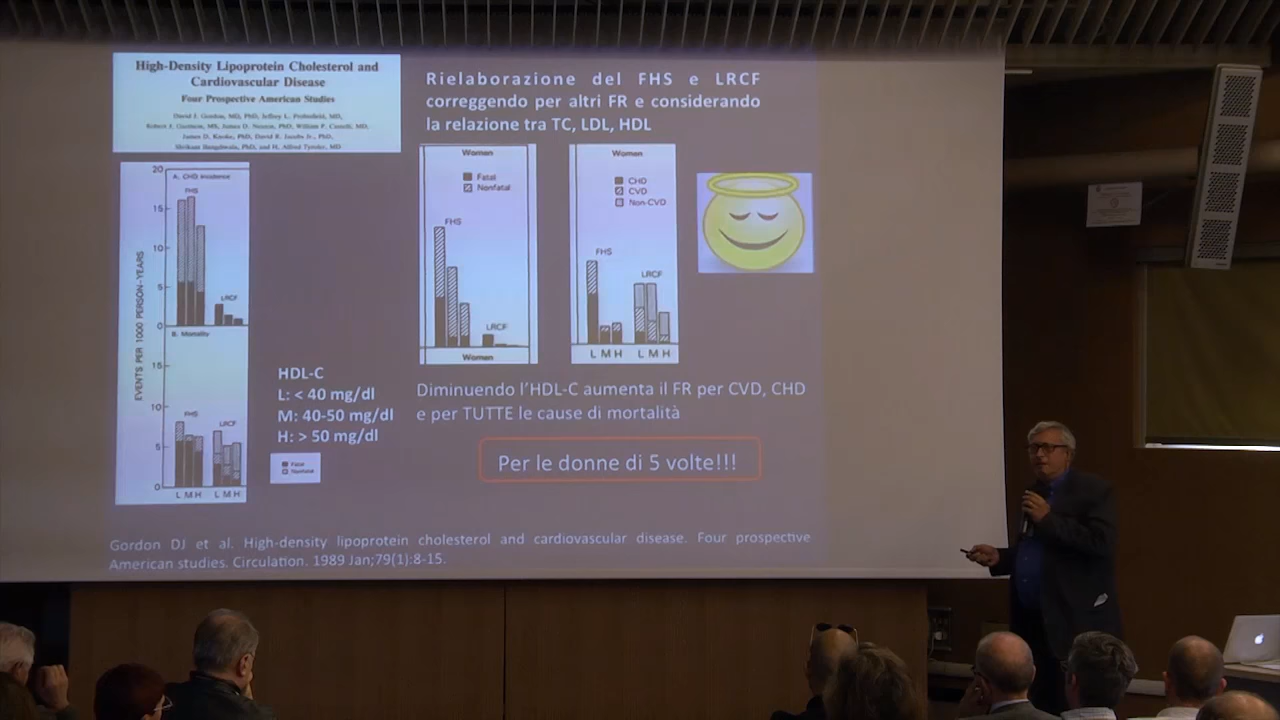 High-Density Lipoprotein Cholesterol and
Cardiovascular Disease
Four Prospective American Studies
Rielaborazione del FHS e LRCF
correggendo per altri FR e considerando
la relazione tra TC, LDL, HDL
EVENTS PER 1000 PERSON-YEARS
A. CHD Incidence
20
15
10
5
0
FHS
LRCF
B. Mortality
15
10
5
0
FHS
LRCF
L M H L M H
Women
Fatal
Nonfatal
FHS
LRCF
Women
Women
CHD
CVD
Non-CVD
FHS
LRCF
L M H L M H
HDL-C
L: < 40 mg/dl
M: 40-50 mg/dl
H: > 50 mg/dl
Fatal
Nonfatal
Diminuendo l'HDL-C aumenta il FR per CVD, CHD
e per TUTTE le cause di mortalità
Per le donne di 5 volte!!!
Gordon DJ et al. High-density lipoprotein cholesterol and cardiovascular disease. Four prospective
American studies. Circulation. 1989 Jan;79(1):8-15.